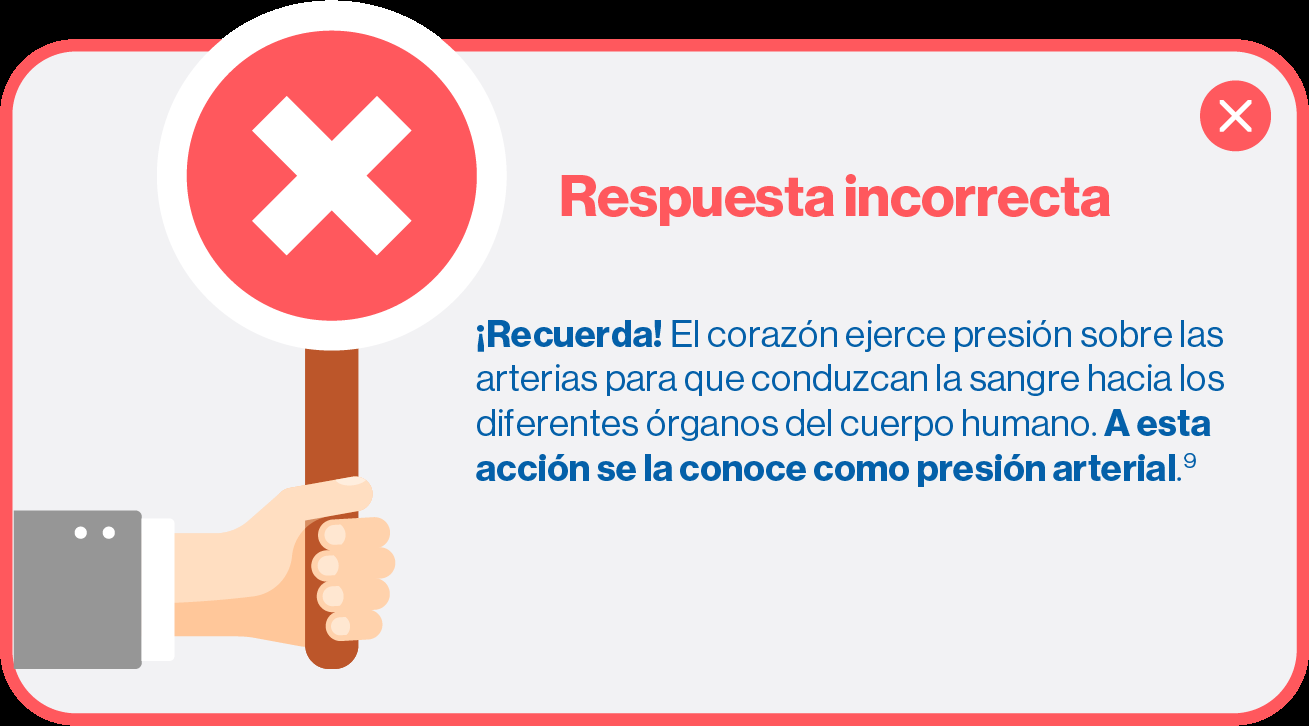 Respuesta incorrecta
¡Recuerda! El corazón ejerce presión sobre las
arterias para que conduzcan la sangre hacia los
diferentes órganos del cuerpo humano. A esta
acción se la conoce como presión arterial.⁹